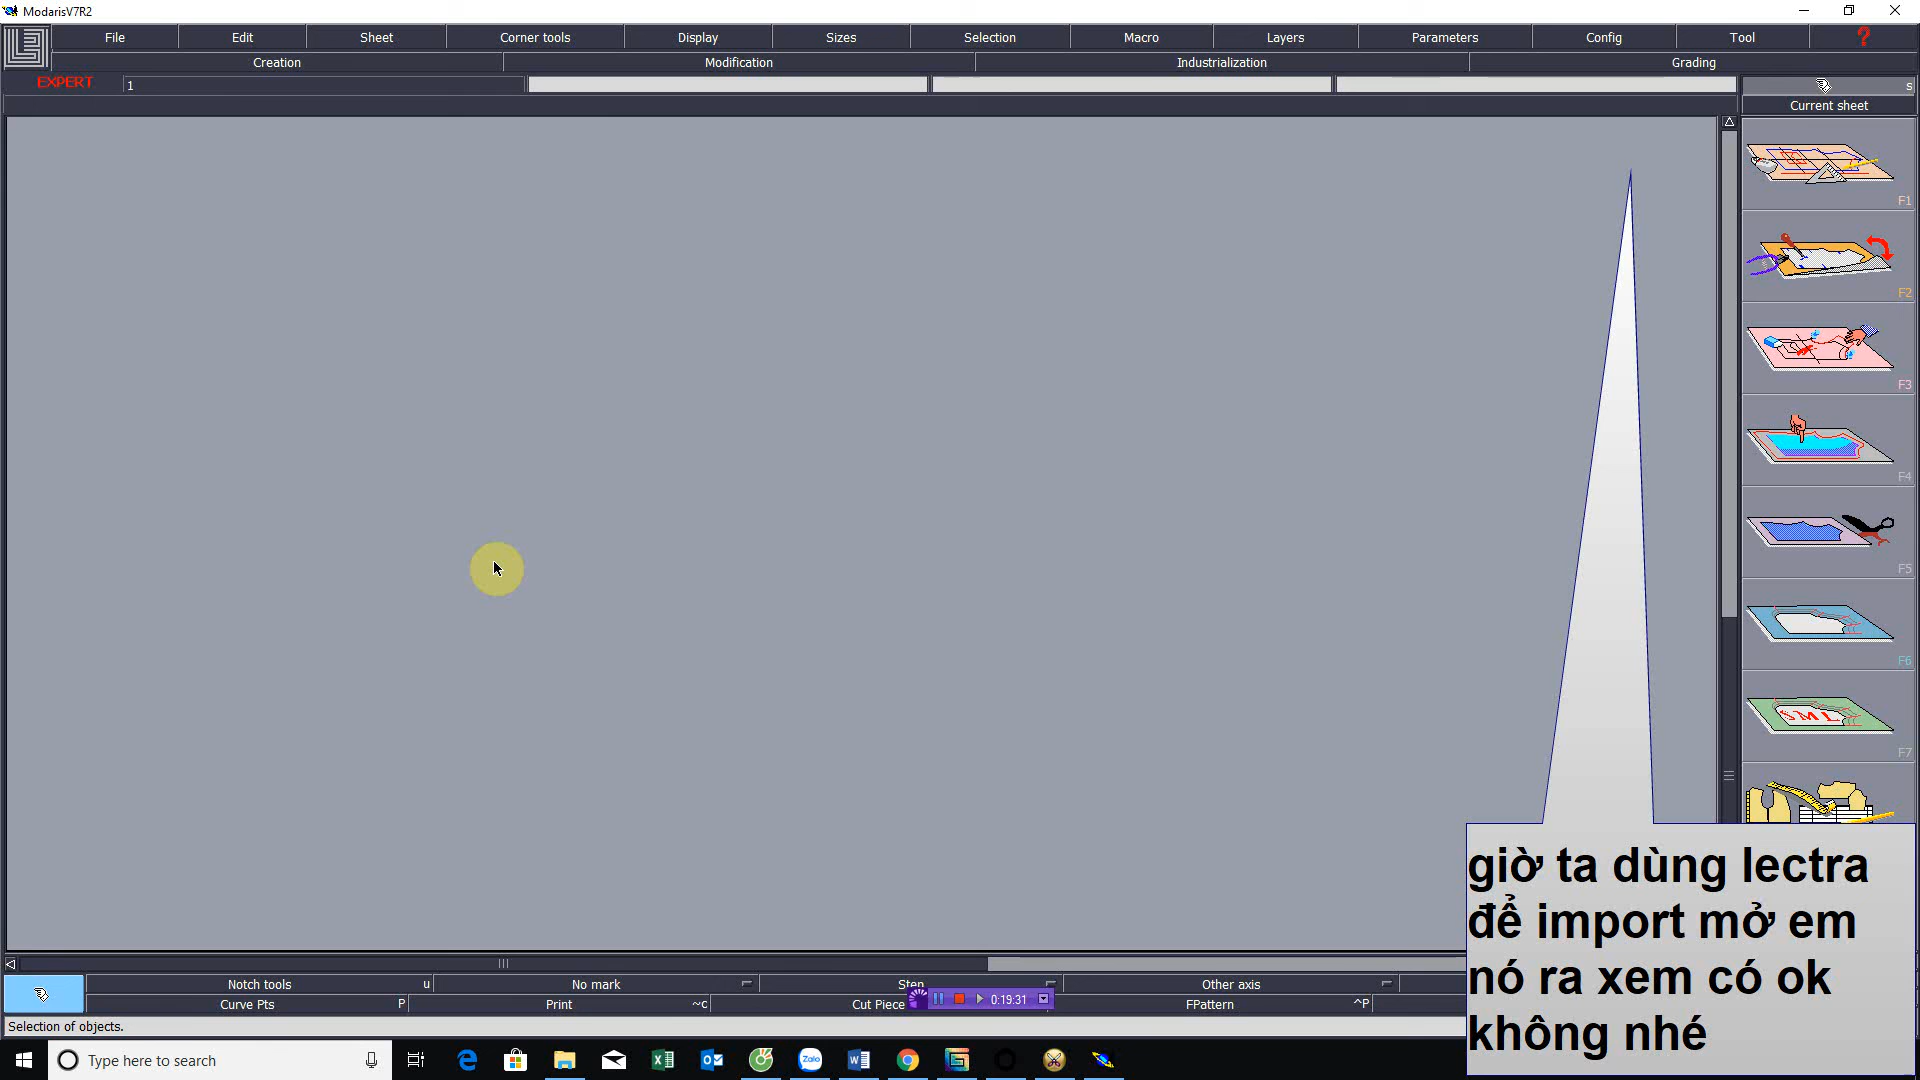 ModarisV7R2
File Edit Sheet Corner tools Display Sizes Selection Macro Layers Parameters Config Tool ?
Creation Modification Industrialization Grading
EXPERT 1 s
Current sheet
F1
F2
F3
F4
F5
F6
SML
F7
Notch tools u No mark Step Other axis
Curve Pts P Print ~c Cut Piece FPattern ^P
0:19:31
Selection of objects.
giờ ta dùng lectra
để import mở em
nó ra xem có ok
không nhé
Type here to search
Zalo